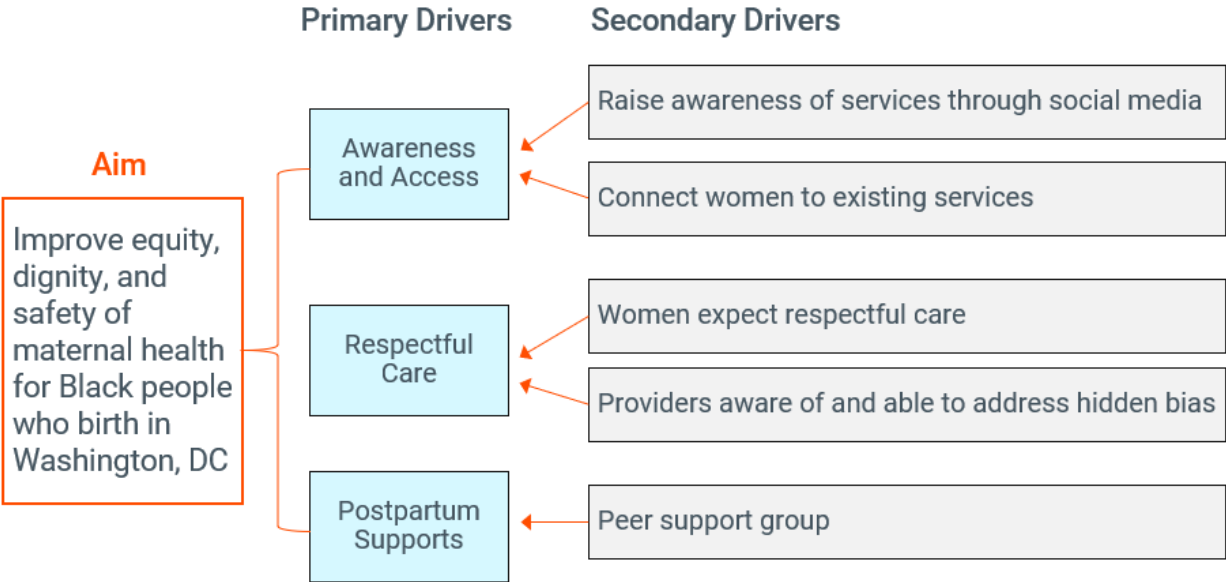 Primary Drivers
Secondary Drivers
Aim
Improve equity,
dignity, and
safety of
maternal health
for Black people
who birth in
Washington, DC
Awareness
and Access
Raise awareness of services through social media
Connect women to existing services
Respectful
Care
Women expect respectful care
Providers aware of and able to address hidden bias
Postpartum
Supports
Peer support group